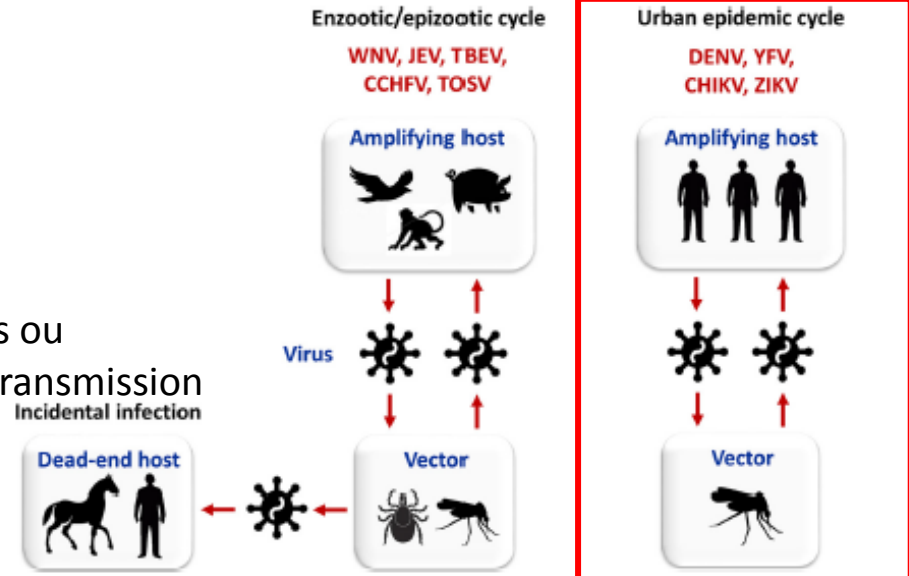 Enzootic/epizootic cycle
WNV, JEV, TBEV,
CCHFV, TOSV
Amplifying host
Urban epidemic cycle
DENV, YFV,
CHIKV, ZIKV
Amplifying host
s ou
ransmission
Virus
Incidental infection
Dead-end host
Vector
Vector